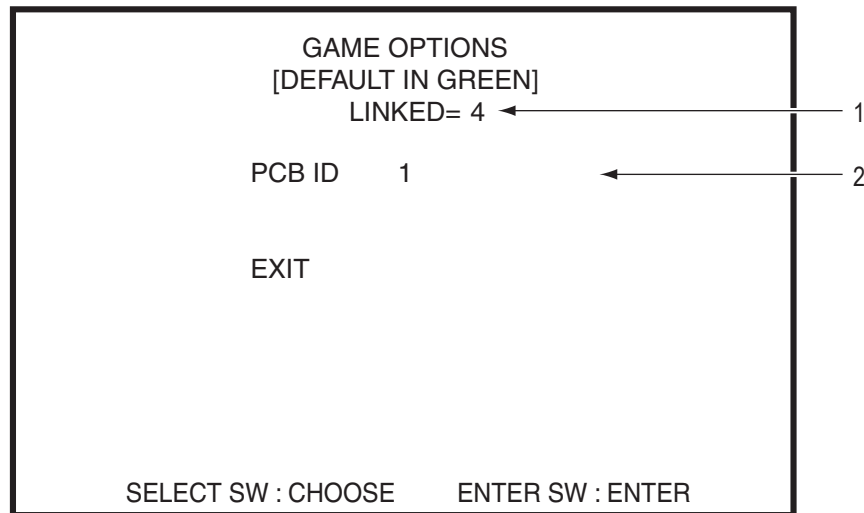 GAME OPTIONS
[DEFAULT IN GREEN]
LINKED= 4 1
PCB ID 1 2
EXIT
SELECT SW : CHOOSE ENTER SW : ENTER